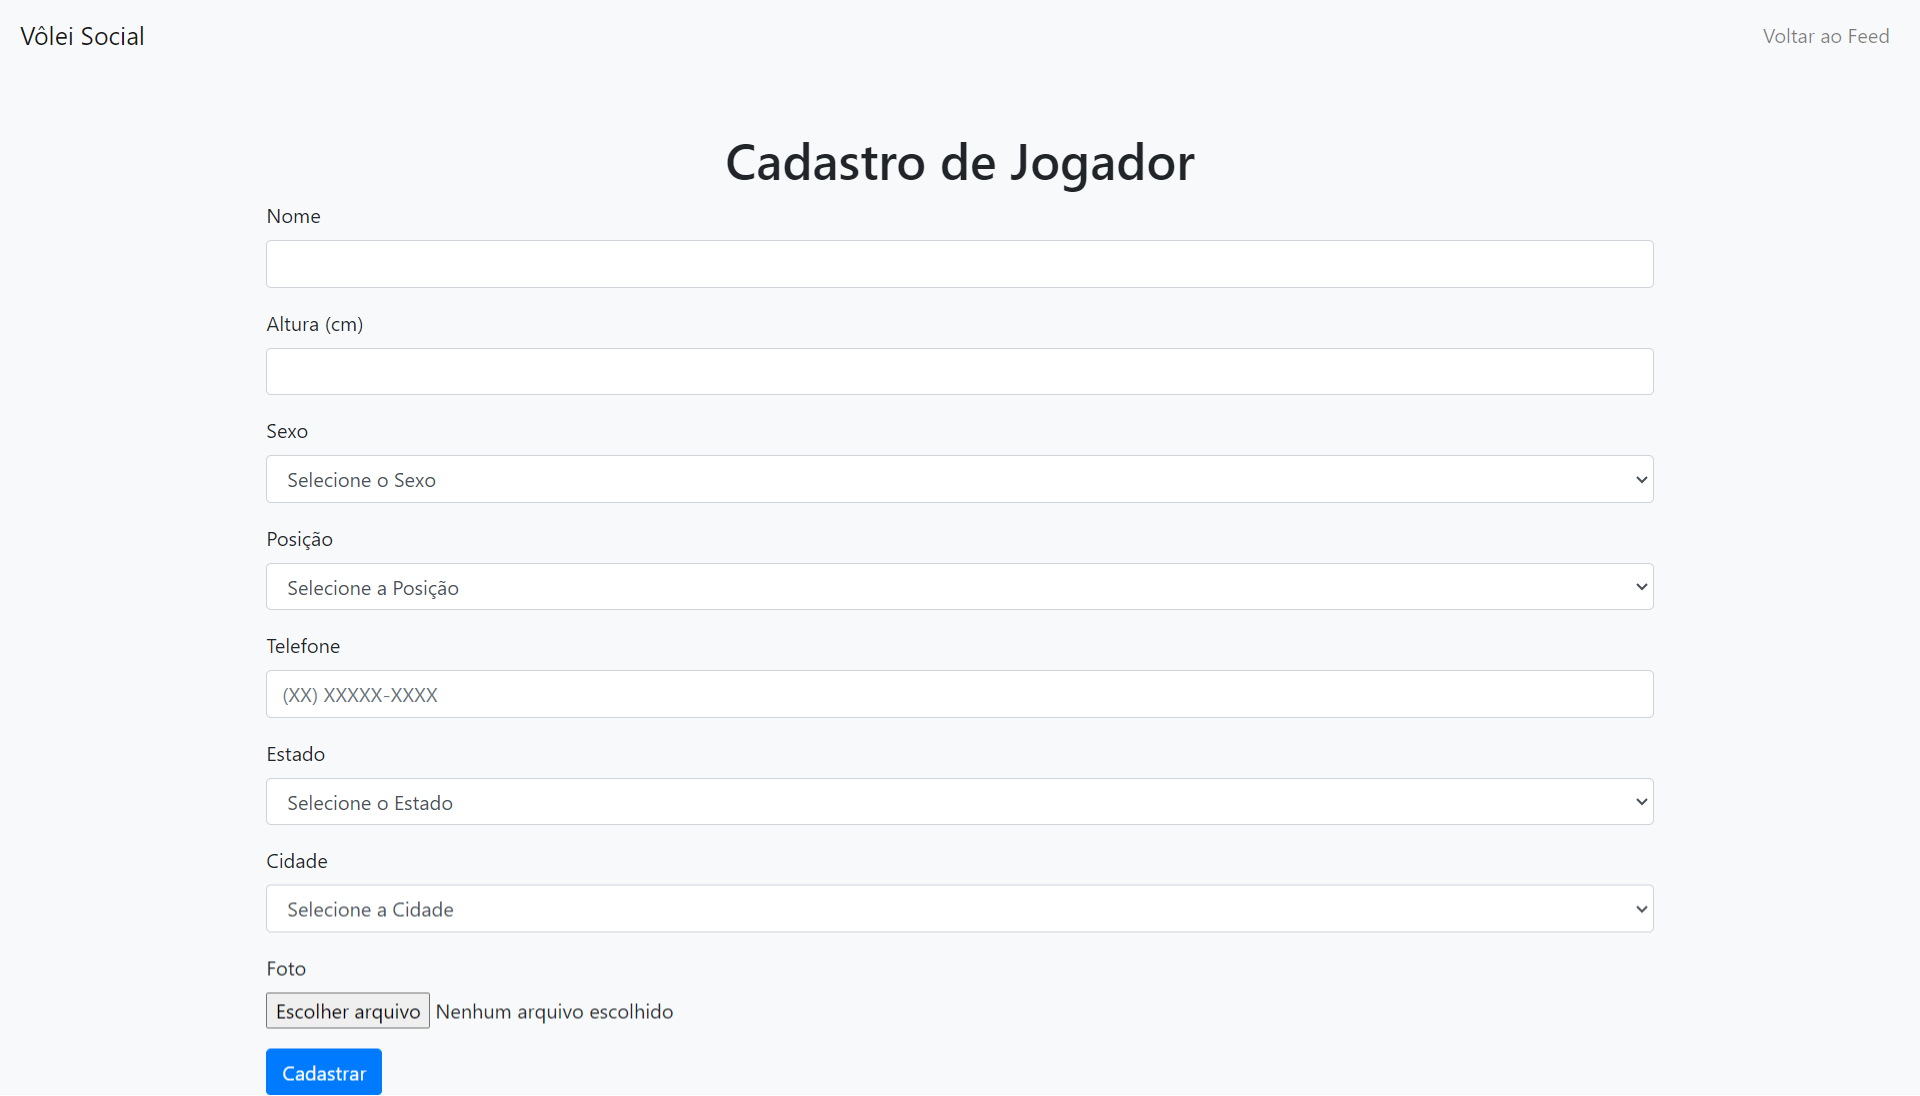 Vôlei Social
Voltar ao Feed
Cadastro de Jogador
Nome
Altura (cm)
Sexo
Selecione o Sexo
Posição
Selecione a Posição
Telefone
(XX) XXXXX-XXXX
Estado
Selecione o Estado
Cidade
Selecione a Cidade
Foto
Escolher arquivo Nenhum arquivo escolhido
Cadastrar